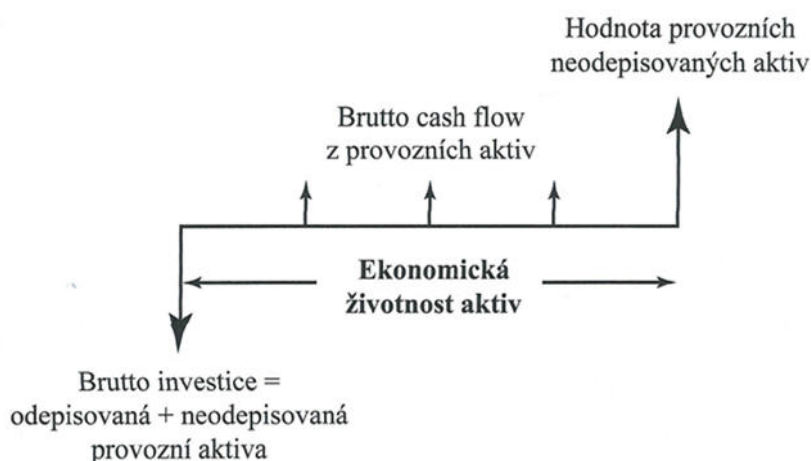 Hodnota provozních
neodepisovaných aktiv
Brutto cash flow
z provozních aktiv
Ekonomická
životnost aktiv
Brutto investice =
odepisovaná + neodepisovaná
provozní aktiva